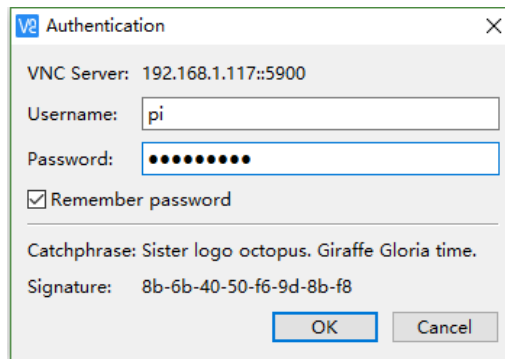 Authentication
VNC Server: 192.168.1.117::5900
Username: pi
Password: •••••••••
Remember password
Catchphrase: Sister logo octopus. Giraffe Gloria time.
Signature: 8b-6b-40-50-f6-9d-8b-f8
OK Cancel